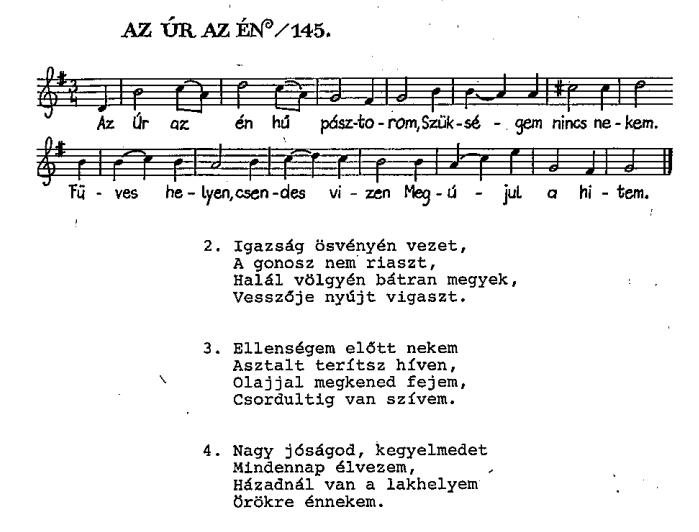 AZ ÚR AZ ÉN/145.
Az Úr az én hű pász-to-rom, Szük-sé - gem nincs ne-kem.
Fü - ves he-lyen, csen-des vi - zen Meg-ú - jul a hi-tem.
2. Igazság ösvényén vezet,
A gonosz nem riaszt,
Halál völgyén bátran megyek,
Vesszője nyújt vigaszt.
3. Ellenségem előtt nekem
Asztalt terítsz híven,
Olajjal megkened fejem,
Csordultig van szívem.
4. Nagy jóságod, kegyelmedet
Mindennap élvezem,
Házadnál van a lakhelyem
Örökre énnekem.